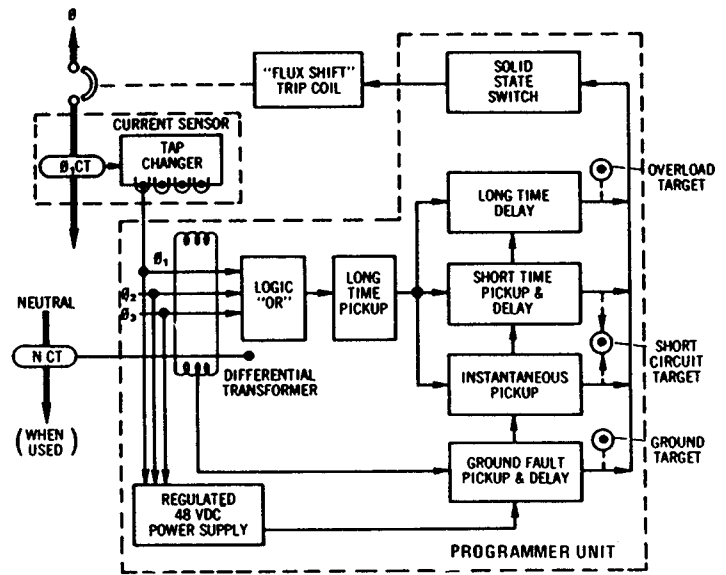 Ø
"FLUX SHIFT"
TRIP COIL
SOLID
STATE
SWITCH
CURRENT SENSOR
TAP
CHANGER
Ø₁CT
OVERLOAD
TARGET
LONG TIME
DELAY
Ø₁
Ø₂
Ø₃
LOGIC
"OR"
LONG
TIME
PICKUP
SHORT TIME
PICKUP &
DELAY
NEUTRAL
N CT
DIFFERENTIAL
TRANSFORMER
INSTANTANEOUS
PICKUP
SHORT
CIRCUIT
TARGET
(WHEN
USED)
GROUND FAULT
PICKUP & DELAY
GROUND
TARGET
REGULATED
48 VDC
POWER SUPPLY
PROGRAMMER UNIT